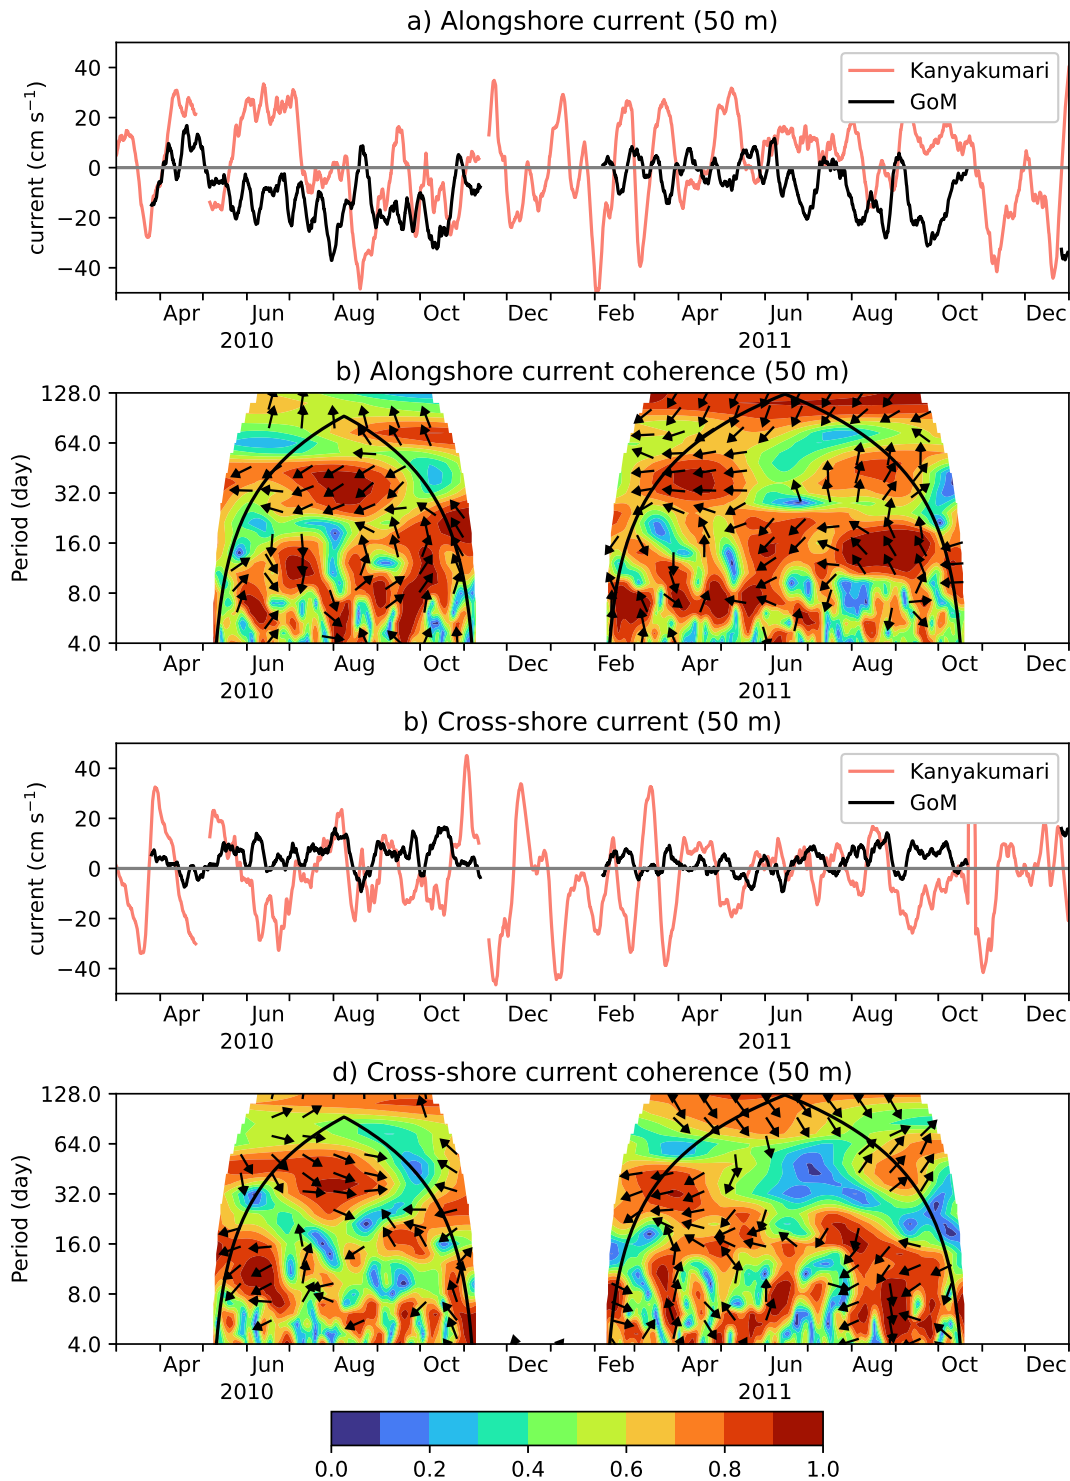 a) Alongshore current (50 m)
40
20
0
−20
−40
current (cm s⁻¹)
Kanyakumari
GoM
Apr Jun Aug Oct Dec Feb Apr Jun Aug Oct Dec
2010 2011
b) Alongshore current coherence (50 m)
128.0
64.0
32.0
16.0
8.0
4.0
Period (day)
Apr Jun Aug Oct Dec Feb Apr Jun Aug Oct Dec
2010 2011
b) Cross-shore current (50 m)
40
20
0
−20
−40
current (cm s⁻¹)
Kanyakumari
GoM
Apr Jun Aug Oct Dec Feb Apr Jun Aug Oct Dec
2010 2011
d) Cross-shore current coherence (50 m)
128.0
64.0
32.0
16.0
8.0
4.0
Period (day)
Apr Jun Aug Oct Dec Feb Apr Jun Aug Oct Dec
2010 2011
0.0 0.2 0.4 0.6 0.8 1.0